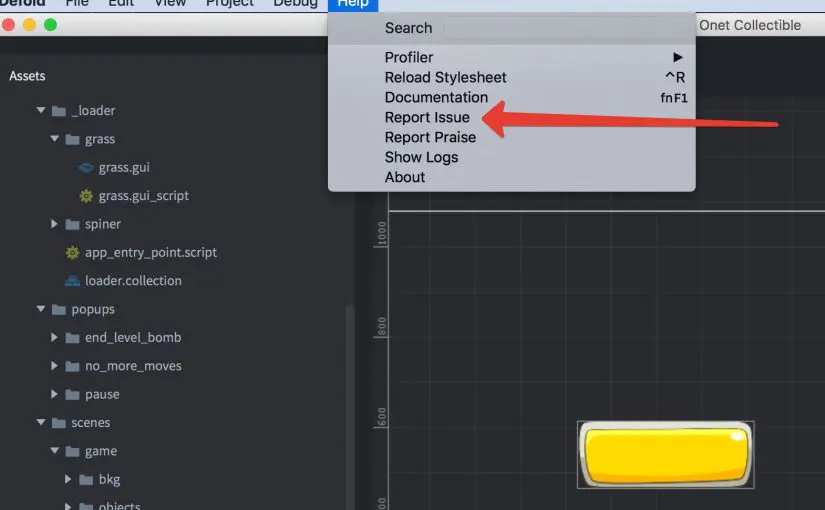 Defold File Edit View Project Debug Help
Onet Collectible
Search
Profiler
Reload Stylesheet ^R
Documentation fnF1
Report Issue
Report Praise
Show Logs
About
Assets
_loader
grass
grass.gui
grass.gui_script
spiner
app_entry_point.script
loader.collection
popups
end_level_bomb
no_more_moves
pause
scenes
game
bkg
objects
1000
800
600